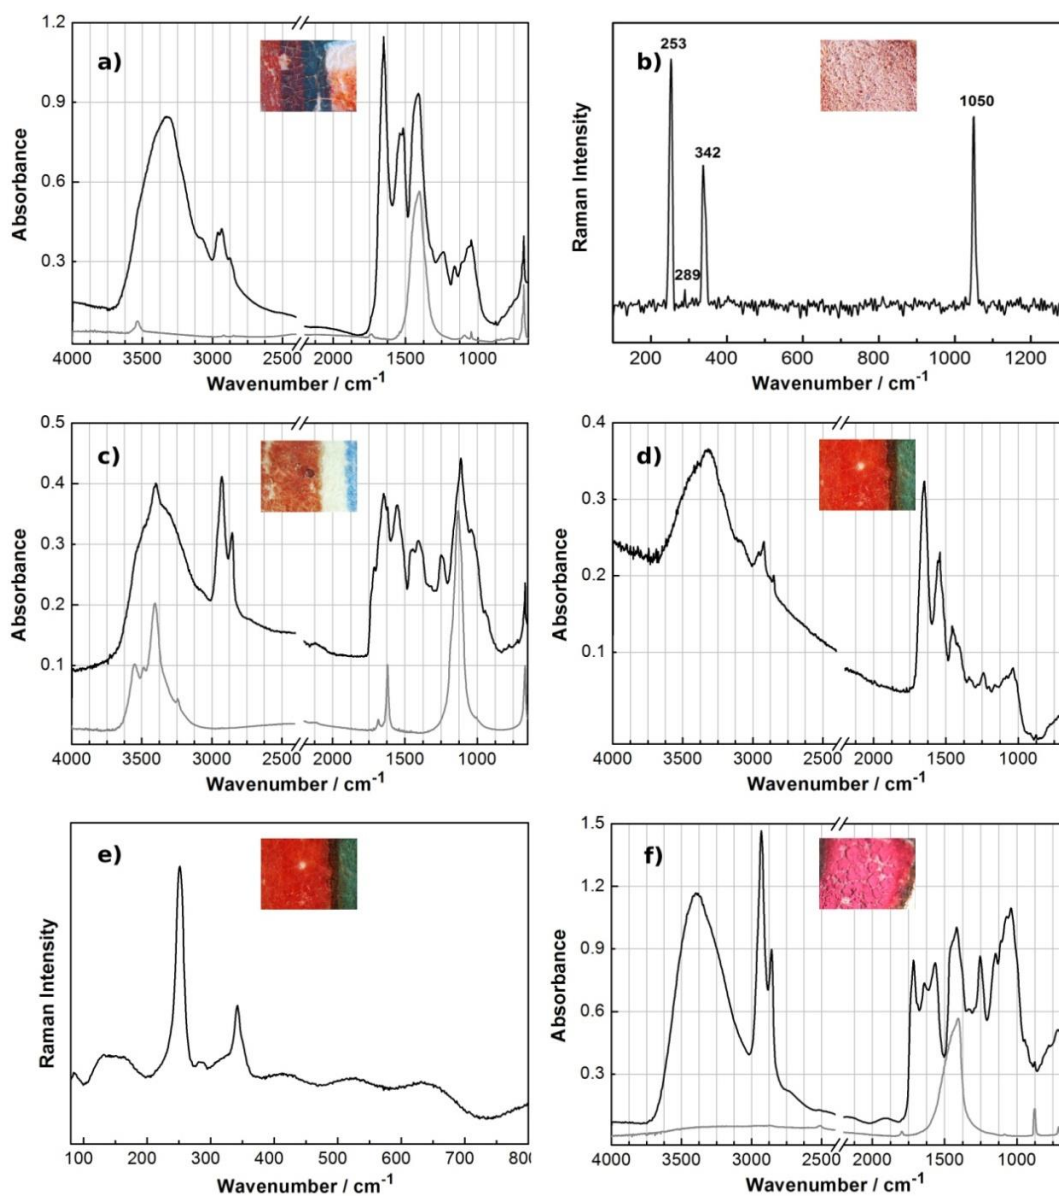 a)
1.2
0.9
0.6
0.3
Absorbance
4000 3500 3000 2500 2000 1500 1000
Wavenumber / cm⁻¹
b)
253
342
289
1050
Raman Intensity
200 400 600 800 1000 1200
Wavenumber / cm⁻¹
c)
0.5
0.4
0.3
0.2
0.1
Absorbance
4000 3500 3000 2500 2000 1500 1000
Wavenumber / cm⁻¹
d)
0.4
0.3
0.2
0.1
Absorbance
4000 3500 3000 2500 2000 1500 1000
Wavenumber / cm⁻¹
e)
Raman Intensity
100 200 300 400 500 600 700 800
Wavenumber / cm⁻¹
f)
1.5
1.2
0.9
0.6
0.3
Absorbance
4000 3500 3000 2500 2000 1500 1000
Wavenumber / cm⁻¹